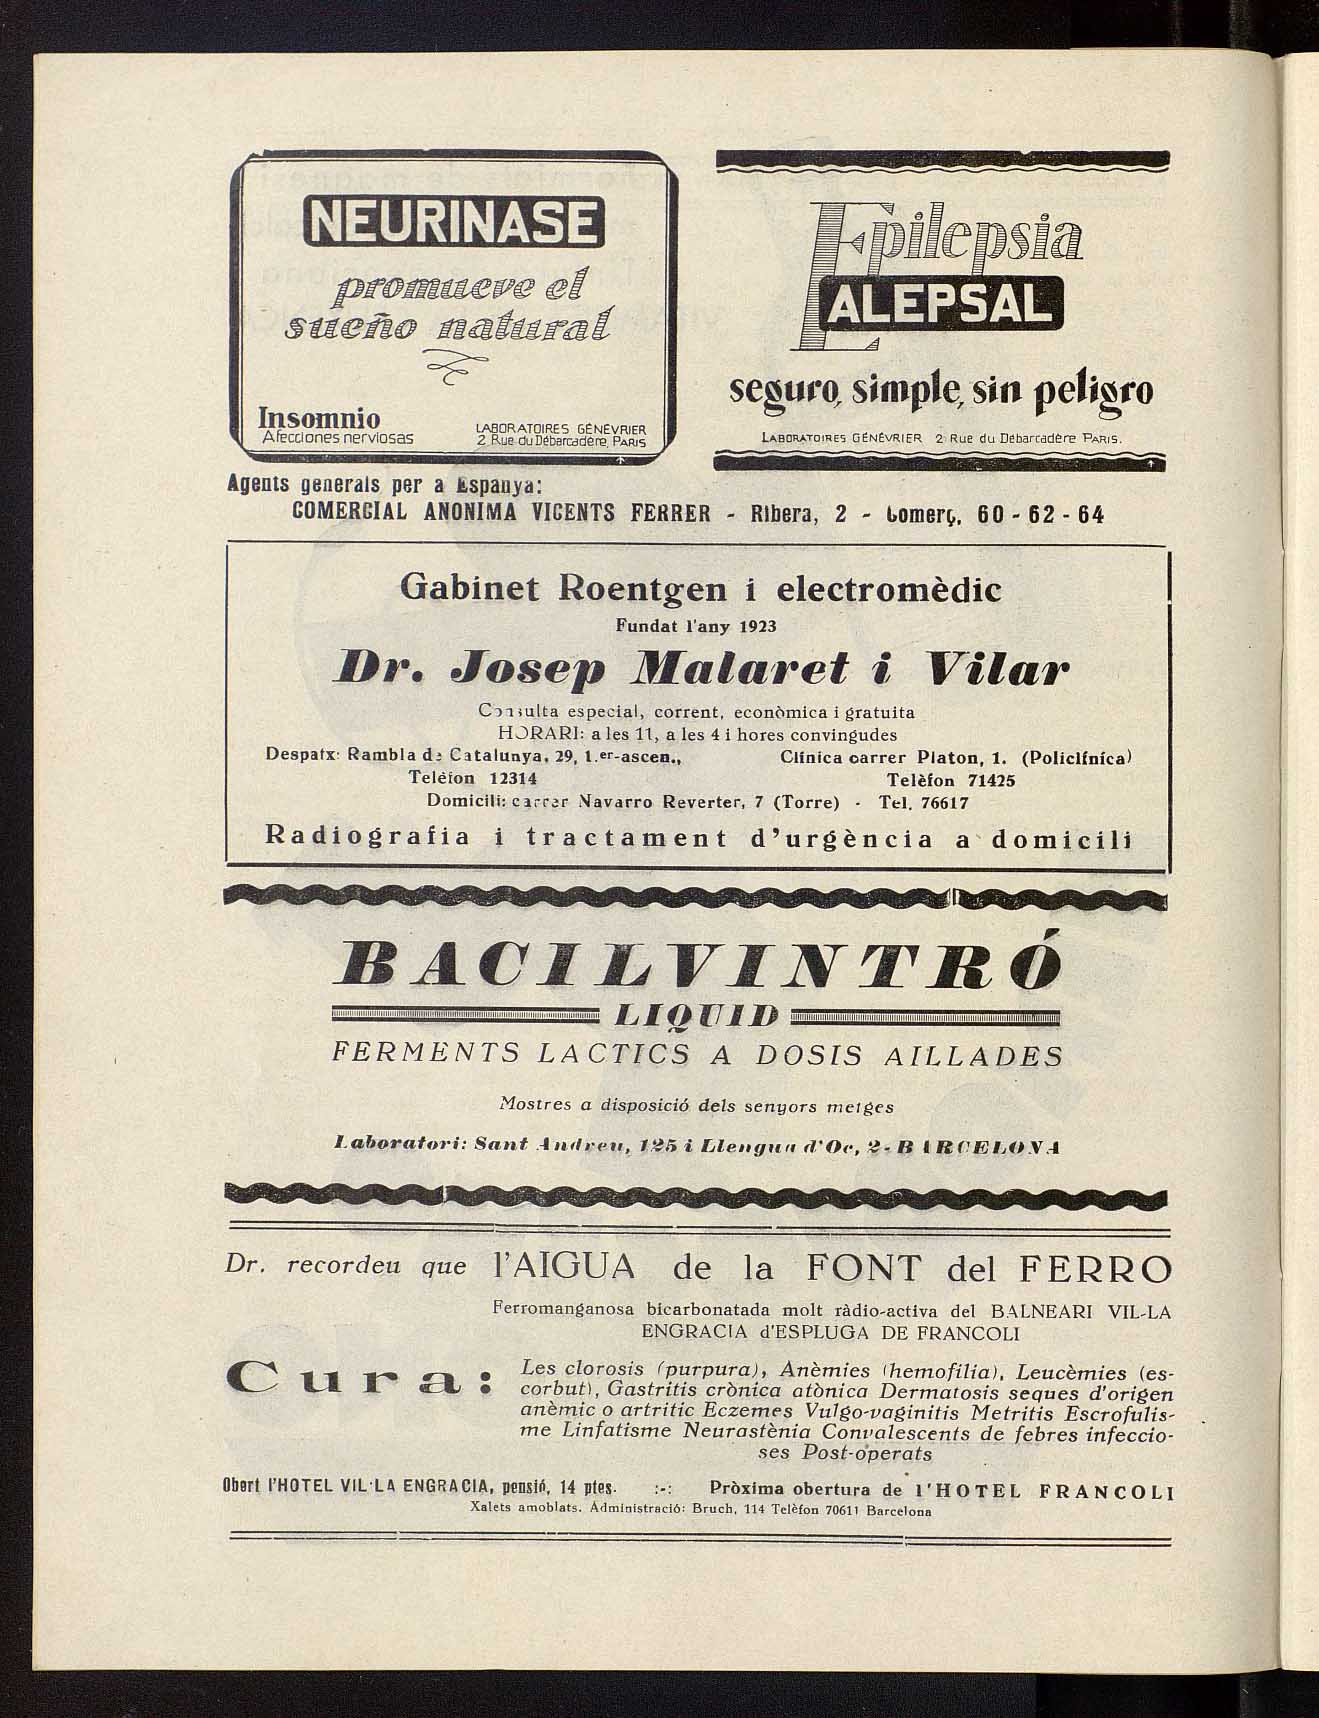 NEURINASE
promueve el
sueño natural
Insomnio
Afecciones nerviosas
LABORATOIRES GÉNÉVRIER
2 Rue du Débarcadère, PARIS
Epilepsia
ALEPSAL
seguro, simple, sin peligro
LABORATOIRES GÉNÉVRIER 2 Rue du Débarcadère PARIS.
Agents generals per a Espanya:
COMERCIAL ANONIMA VICENTS FERRER - Ribera, 2 - Comerç, 60 - 62 - 64
Gabinet Roentgen i electromèdic
Fundat l'any 1923
Dr. Josep Malaret i Vilar
Consulta especial, corrent, econòmica i gratuita
HORARI: a les 11, a les 4 i hores convingudes
Despatx: Rambla de Catalunya, 29, 1.er-ascen.,
Telèfon 12314
Clínica carrer Platon, 1. (Policlínica)
Telèfon 71425
Domicili: carrer Navarro Reverter, 7 (Torre) - Tel. 76617
Radiografia i tractament d'urgència a domicili
BACILVINTRÓ
LIQUID
FERMENTS LACTICS A DOSIS AILLADES
Mostres a disposició dels senyors metges
Laboratori: Sant Andreu, 125 i Llengua d'Oc, 2 - BARCELONA
Dr. recordeu que l'AIGUA de la FONT del FERRO
Ferromanganosa bicarbonatada molt ràdio-activa del BALNEARI VIL-LA
ENGRACIA d'ESPLUGA DE FRANCOLI
Cura:
Les clorosis (purpura), Anèmies (hemofilia), Leucèmies (es-
corbut), Gastritis crònica atònica Dermatosis seques d'origen
anèmic o artritic Eczemes Vulgo-vaginitis Metritis Escrofulis-
me Linfatisme Neurastènia Convalescents de febres infeccio-
ses Post-operats
Obert l'HOTEL VIL·LA ENGRACIA, pensió, 14 ptes. :-: Pròxima obertura de l'HOTEL FRANCOLI
Xalets amoblats. Administració: Bruch, 114 Telèfon 70611 Barcelona